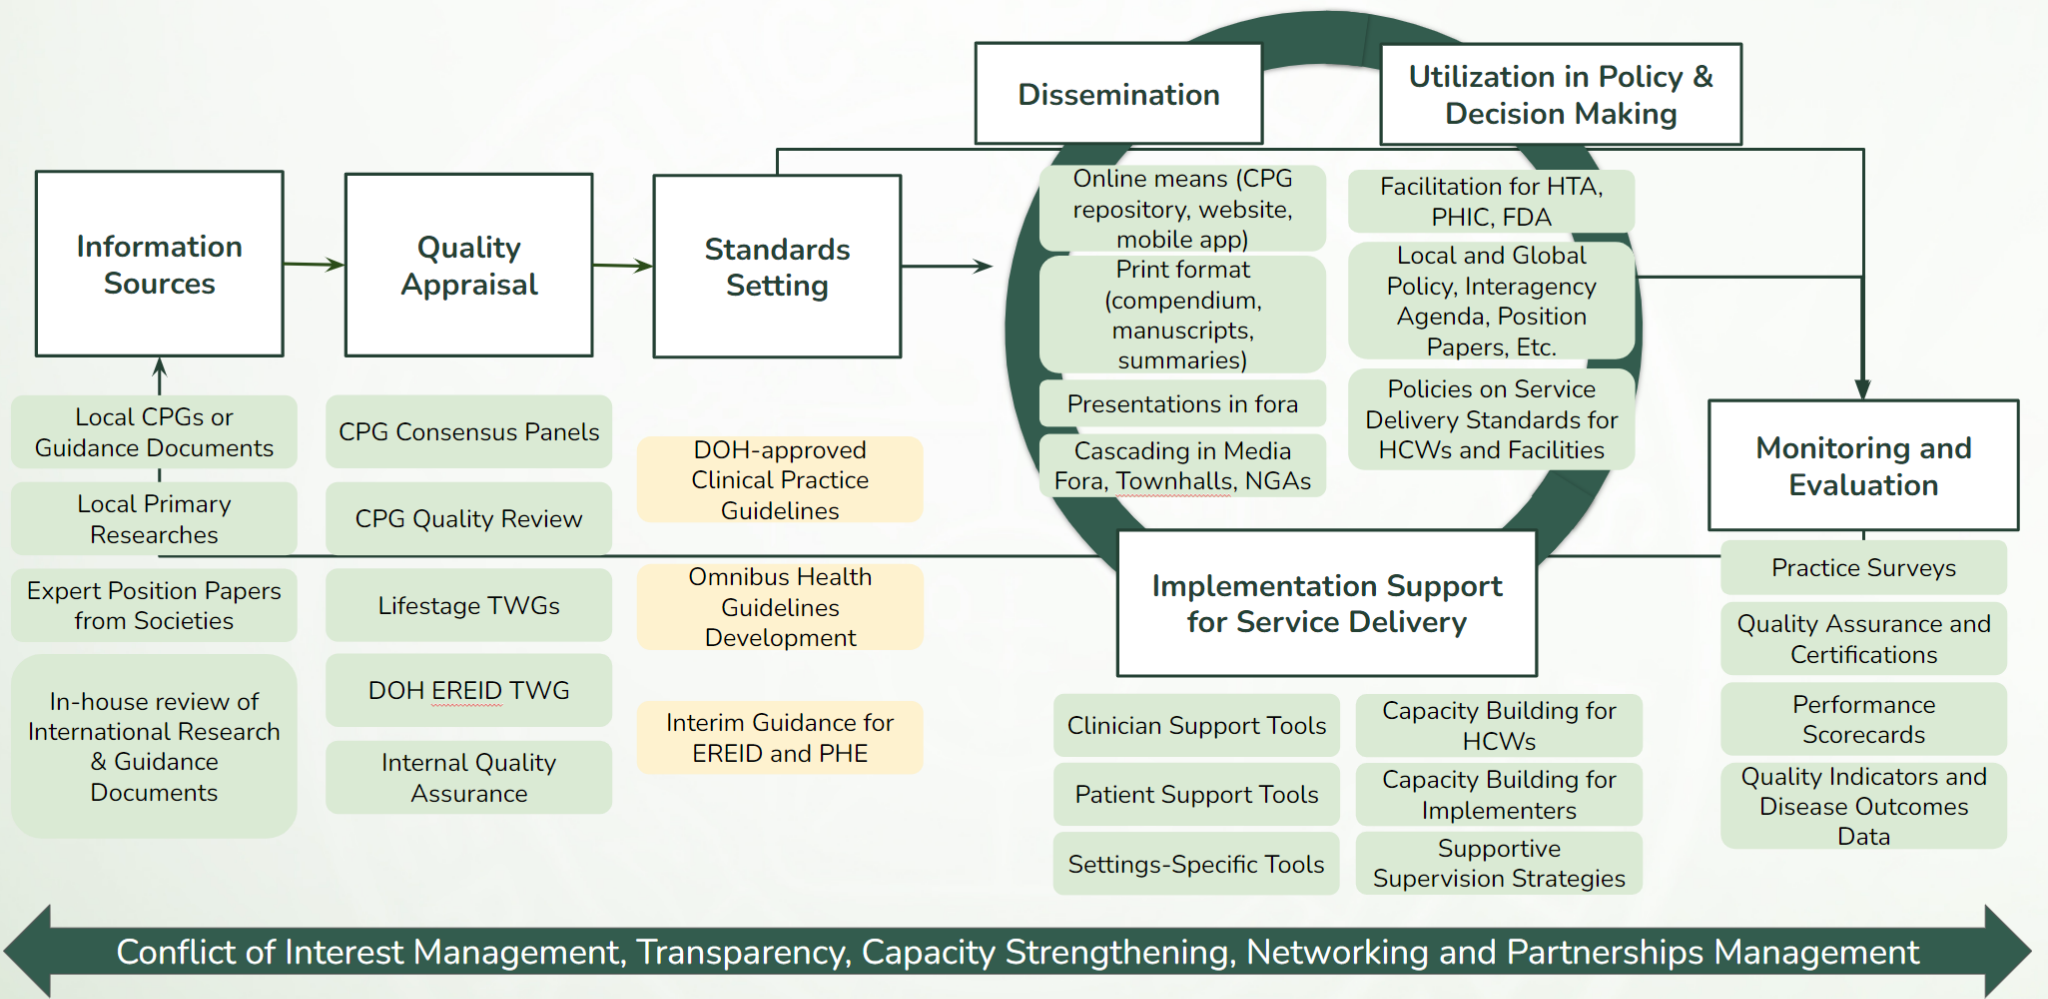 Dissemination
Utilization in Policy &
Decision Making
Information
Sources
Quality
Appraisal
Standards
Setting
Online means (CPG
repository, website,
mobile app)
Print format
(compendium,
manuscripts,
summaries)
Presentations in fora
Cascading in Media
Fora, Townhalls, NGAs
Facilitation for HTA,
PHIC, FDA
Local and Global
Policy, Interagency
Agenda, Position
Papers, Etc.
Policies on Service
Delivery Standards for
HCWs and Facilities
Local CPGs or
Guidance Documents
Local Primary
Researches
Expert Position Papers
from Societies
In-house review of
International Research
& Guidance
Documents
CPG Consensus Panels
CPG Quality Review
Lifestage TWGs
DOH EREID TWG
Internal Quality
Assurance
DOH-approved
Clinical Practice
Guidelines
Omnibus Health
Guidelines
Development
Interim Guidance for
EREID and PHE
Implementation Support
for Service Delivery
Clinician Support Tools
Patient Support Tools
Settings-Specific Tools
Capacity Building for
HCWs
Capacity Building for
Implementers
Supportive
Supervision Strategies
Monitoring and
Evaluation
Practice Surveys
Quality Assurance and
Certifications
Performance
Scorecards
Quality Indicators and
Disease Outcomes
Data
Conflict of Interest Management, Transparency, Capacity Strengthening, Networking and Partnerships Management